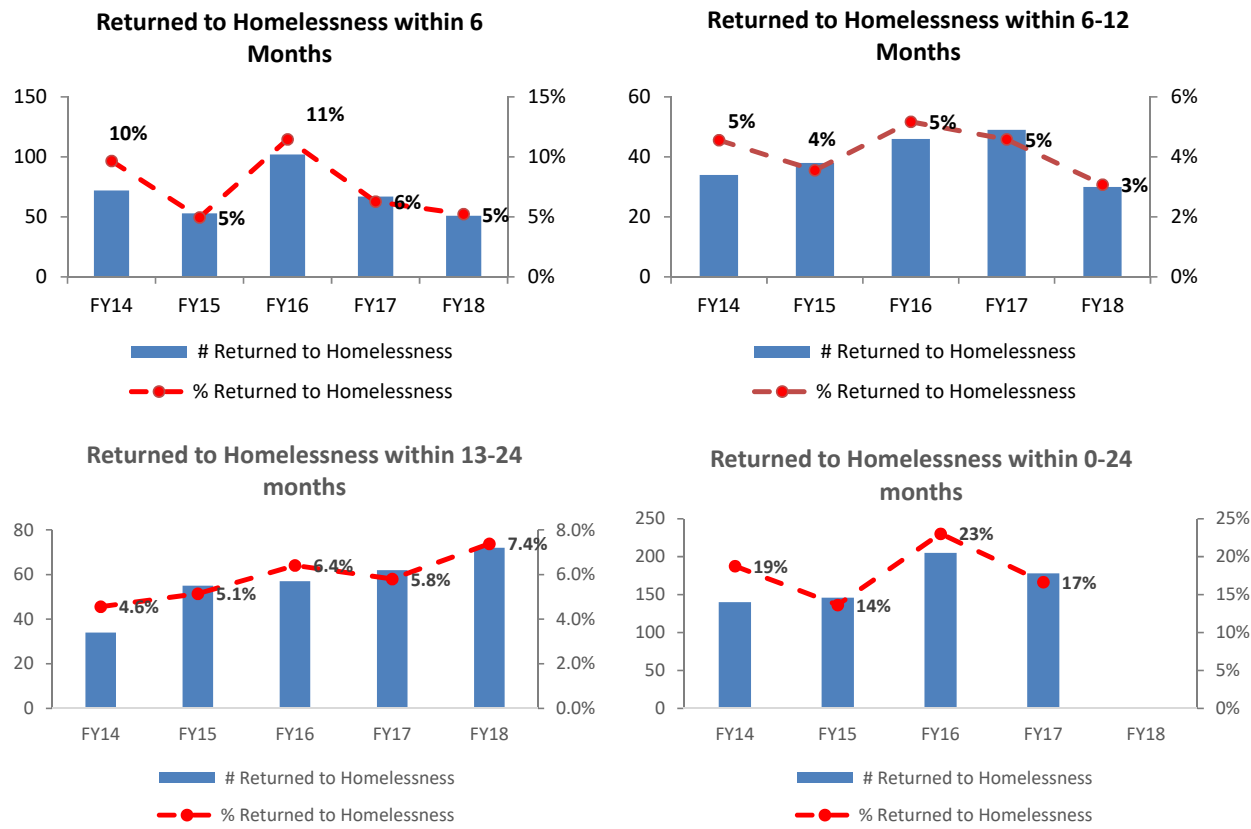 Returned to Homelessness within 6
Months
150
100
50
0
15%
10%
5%
0%
10%
5%
11%
6%
5%
FY14 FY15 FY16 FY17 FY18
# Returned to Homelessness
% Returned to Homelessness
Returned to Homelessness within 6-12
Months
60
40
20
0
6%
4%
2%
0%
5%
4%
5%
5%
3%
FY14 FY15 FY16 FY17 FY18
# Returned to Homelessness
% Returned to Homelessness
Returned to Homelessness within 13-24
months
80
60
40
20
0
8.0%
6.0%
4.0%
2.0%
0.0%
4.6%
5.1%
6.4%
5.8%
7.4%
FY14 FY15 FY16 FY17 FY18
# Returned to Homelessness
% Returned to Homelessness
Returned to Homelessness within 0-24
months
250
200
150
100
50
0
25%
20%
15%
10%
5%
0%
19%
14%
23%
17%
FY14 FY15 FY16 FY17 FY18
# Returned to Homelessness
% Returned to Homelessness